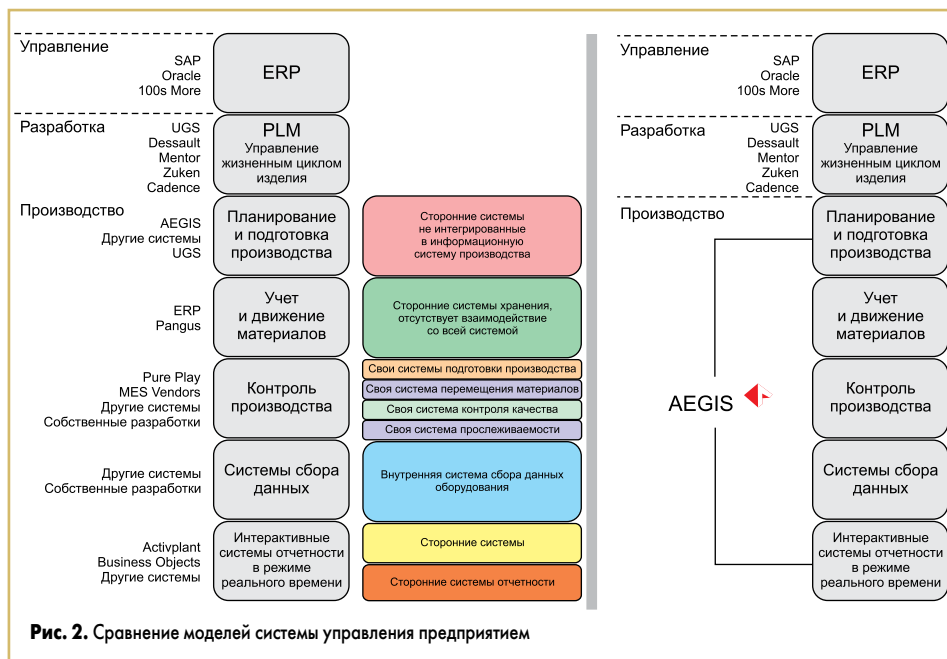 Управление
SAP
Oracle
100s More
ERP
Разработка
UGS
Dessault
Mentor
Zuken
Cadence
PLM
Управление
жизненным циклом
изделия
Производство
AEGIS
Другие системы
UGS
Планирование
и подготовка
производства
Сторонние системы
не интегрированные
в информационную
систему производства
ERP
Pangus
Учет
и движение
материалов
Сторонние системы хранения,
отсутствует взаимодействие
со всей системой
Pure Play
MES Vendors
Другие системы
Собственные разработки
Контроль
производства
Свои системы подготовки производства
Своя система перемещения материалов
Своя система контроля качества
Своя система прослеживаемости
Другие системы
Собственные разработки
Системы сбора
данных
Внутренняя система сбора данных
оборудования
Activplant
Business Objects
Другие системы
Интерактивные
системы отчетности
в режиме
реального времени
Сторонние системы
Сторонние системы отчетности
Управление
SAP
Oracle
100s More
ERP
Разработка
UGS
Dessault
Mentor
Zuken
Cadence
PLM
Управление
жизненным циклом
изделия
Производство
Планирование
и подготовка
производства
Учет
и движение
материалов
AEGIS
Контроль
производства
Системы сбора
данных
Интерактивные
системы отчетности
в режиме
реального времени
Рис. 2. Сравнение моделей системы управления предприятием